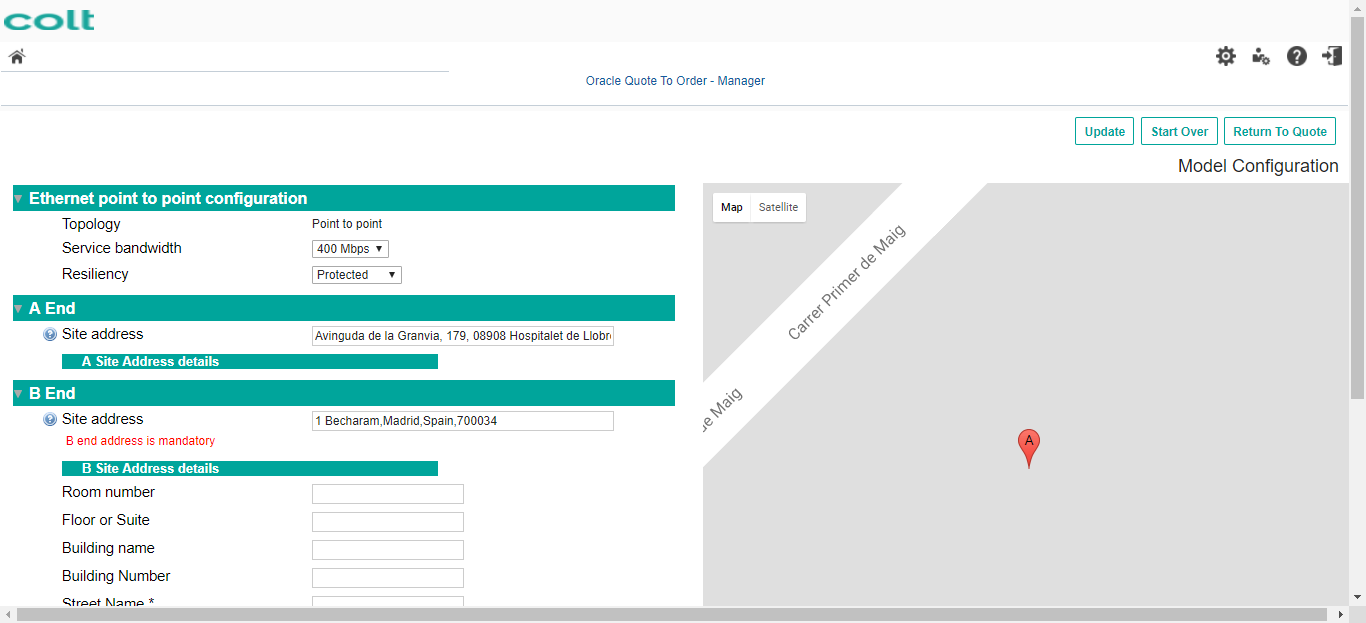 colt
Oracle Quote To Order - Manager
Update
Start Over
Return To Quote
Model Configuration
Ethernet point to point configuration
Topology
Point to point
Service bandwidth
400 Mbps
Resiliency
Protected
A End
Site address
Avinguda de la Granvia, 179, 08908 Hospitalet de Llobr
A Site Address details
B End
Site address
1 Becharam,Madrid,Spain,700034
B end address is mandatory
B Site Address details
Room number
Floor or Suite
Building name
Building Number
Street Name *
Map
Satellite
Carrer Primer de Maig
de Maig
A